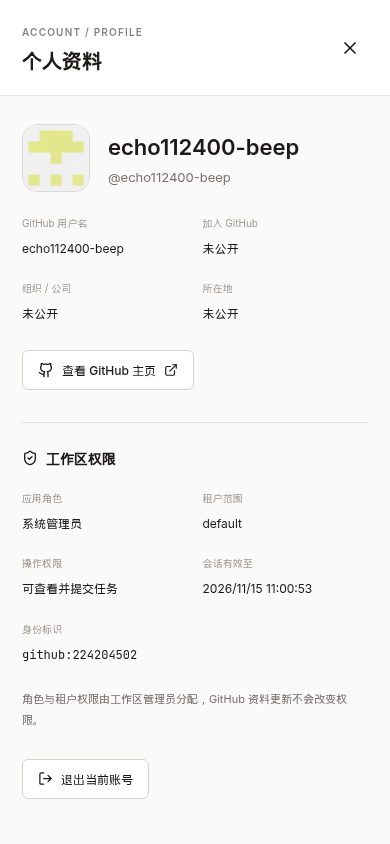 ACCOUNT / PROFILE
个人资料
echo112400-beep
@echo112400-beep
GitHub 用户名
加入 GitHub
echo112400-beep
未公开
组织 / 公司
所在地
未公开
未公开
查看 GitHub 主页
工作区权限
应用角色
租户范围
系统管理员
default
操作权限
会话有效至
可查看并提交任务
2026/11/15 11:00:53
身份标识
github:224204502
角色与租户权限由工作区管理员分配，GitHub 资料更新不会改变权
限。
退出当前账号